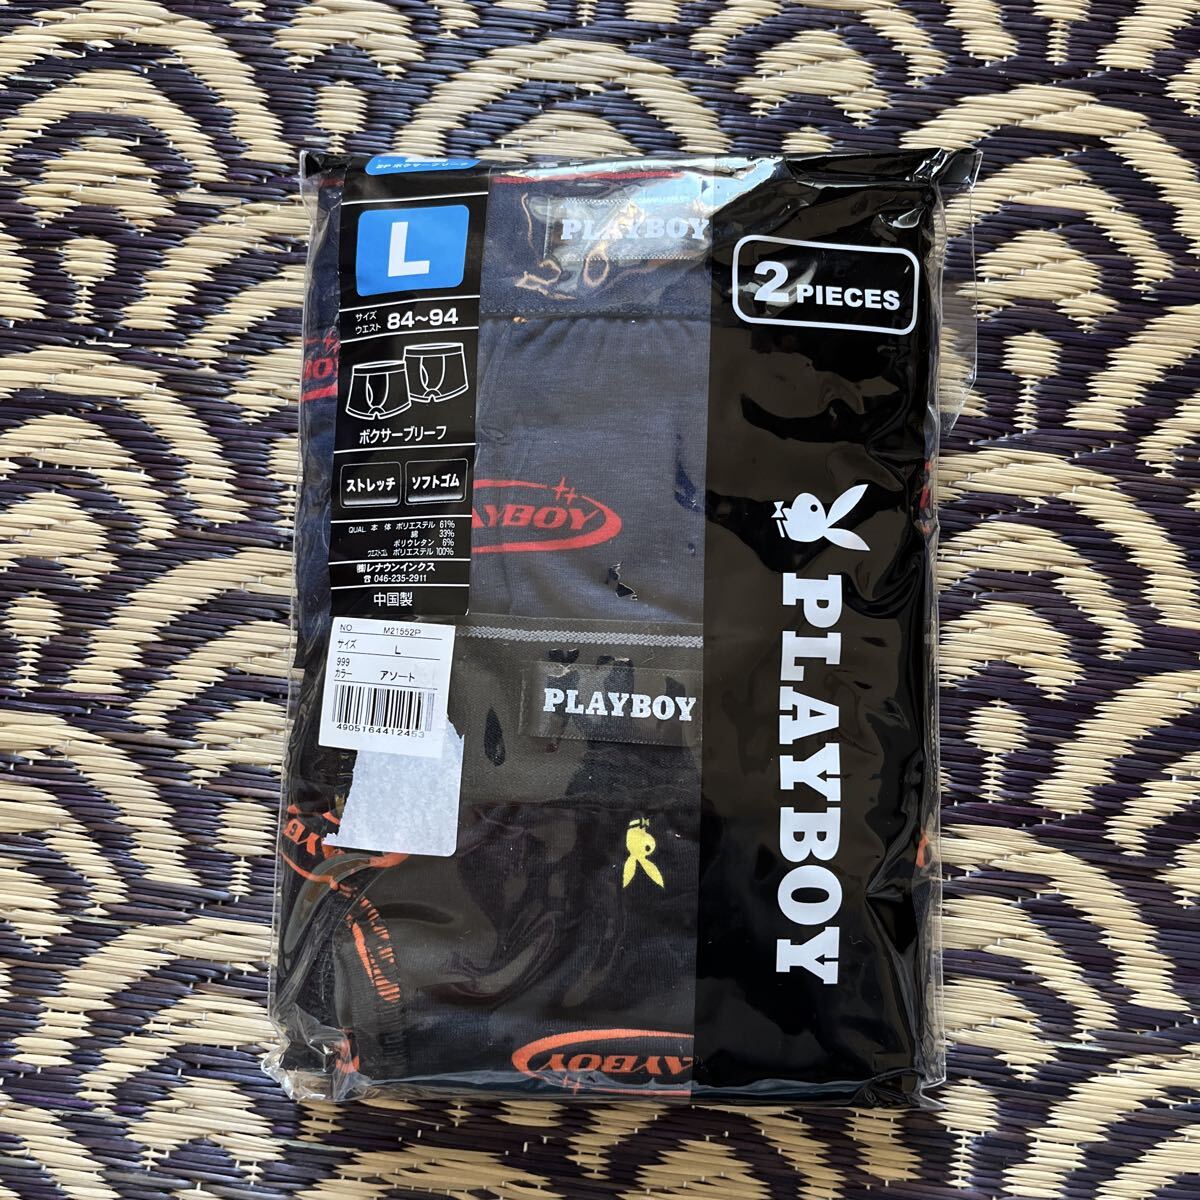 2P ボクサーブリーフ
L
サイズ
ウエスト 84～94
ボクサーブリーフ
ストレッチ ソフトゴム
QUAL. 本 体 ポリエステル 61%
綿 33%
ポリウレタン 6%
ウエストゴム ポリエステル 100%
㈱レナウンインクス
☎ 046-235-2911
中国製
NO M21552P
サイズ L
999
カラー アソート
4905164412453
PLAYBOY
AYBOY
PLAYBOY
AYBOY
2 PIECES
PLAYBOY